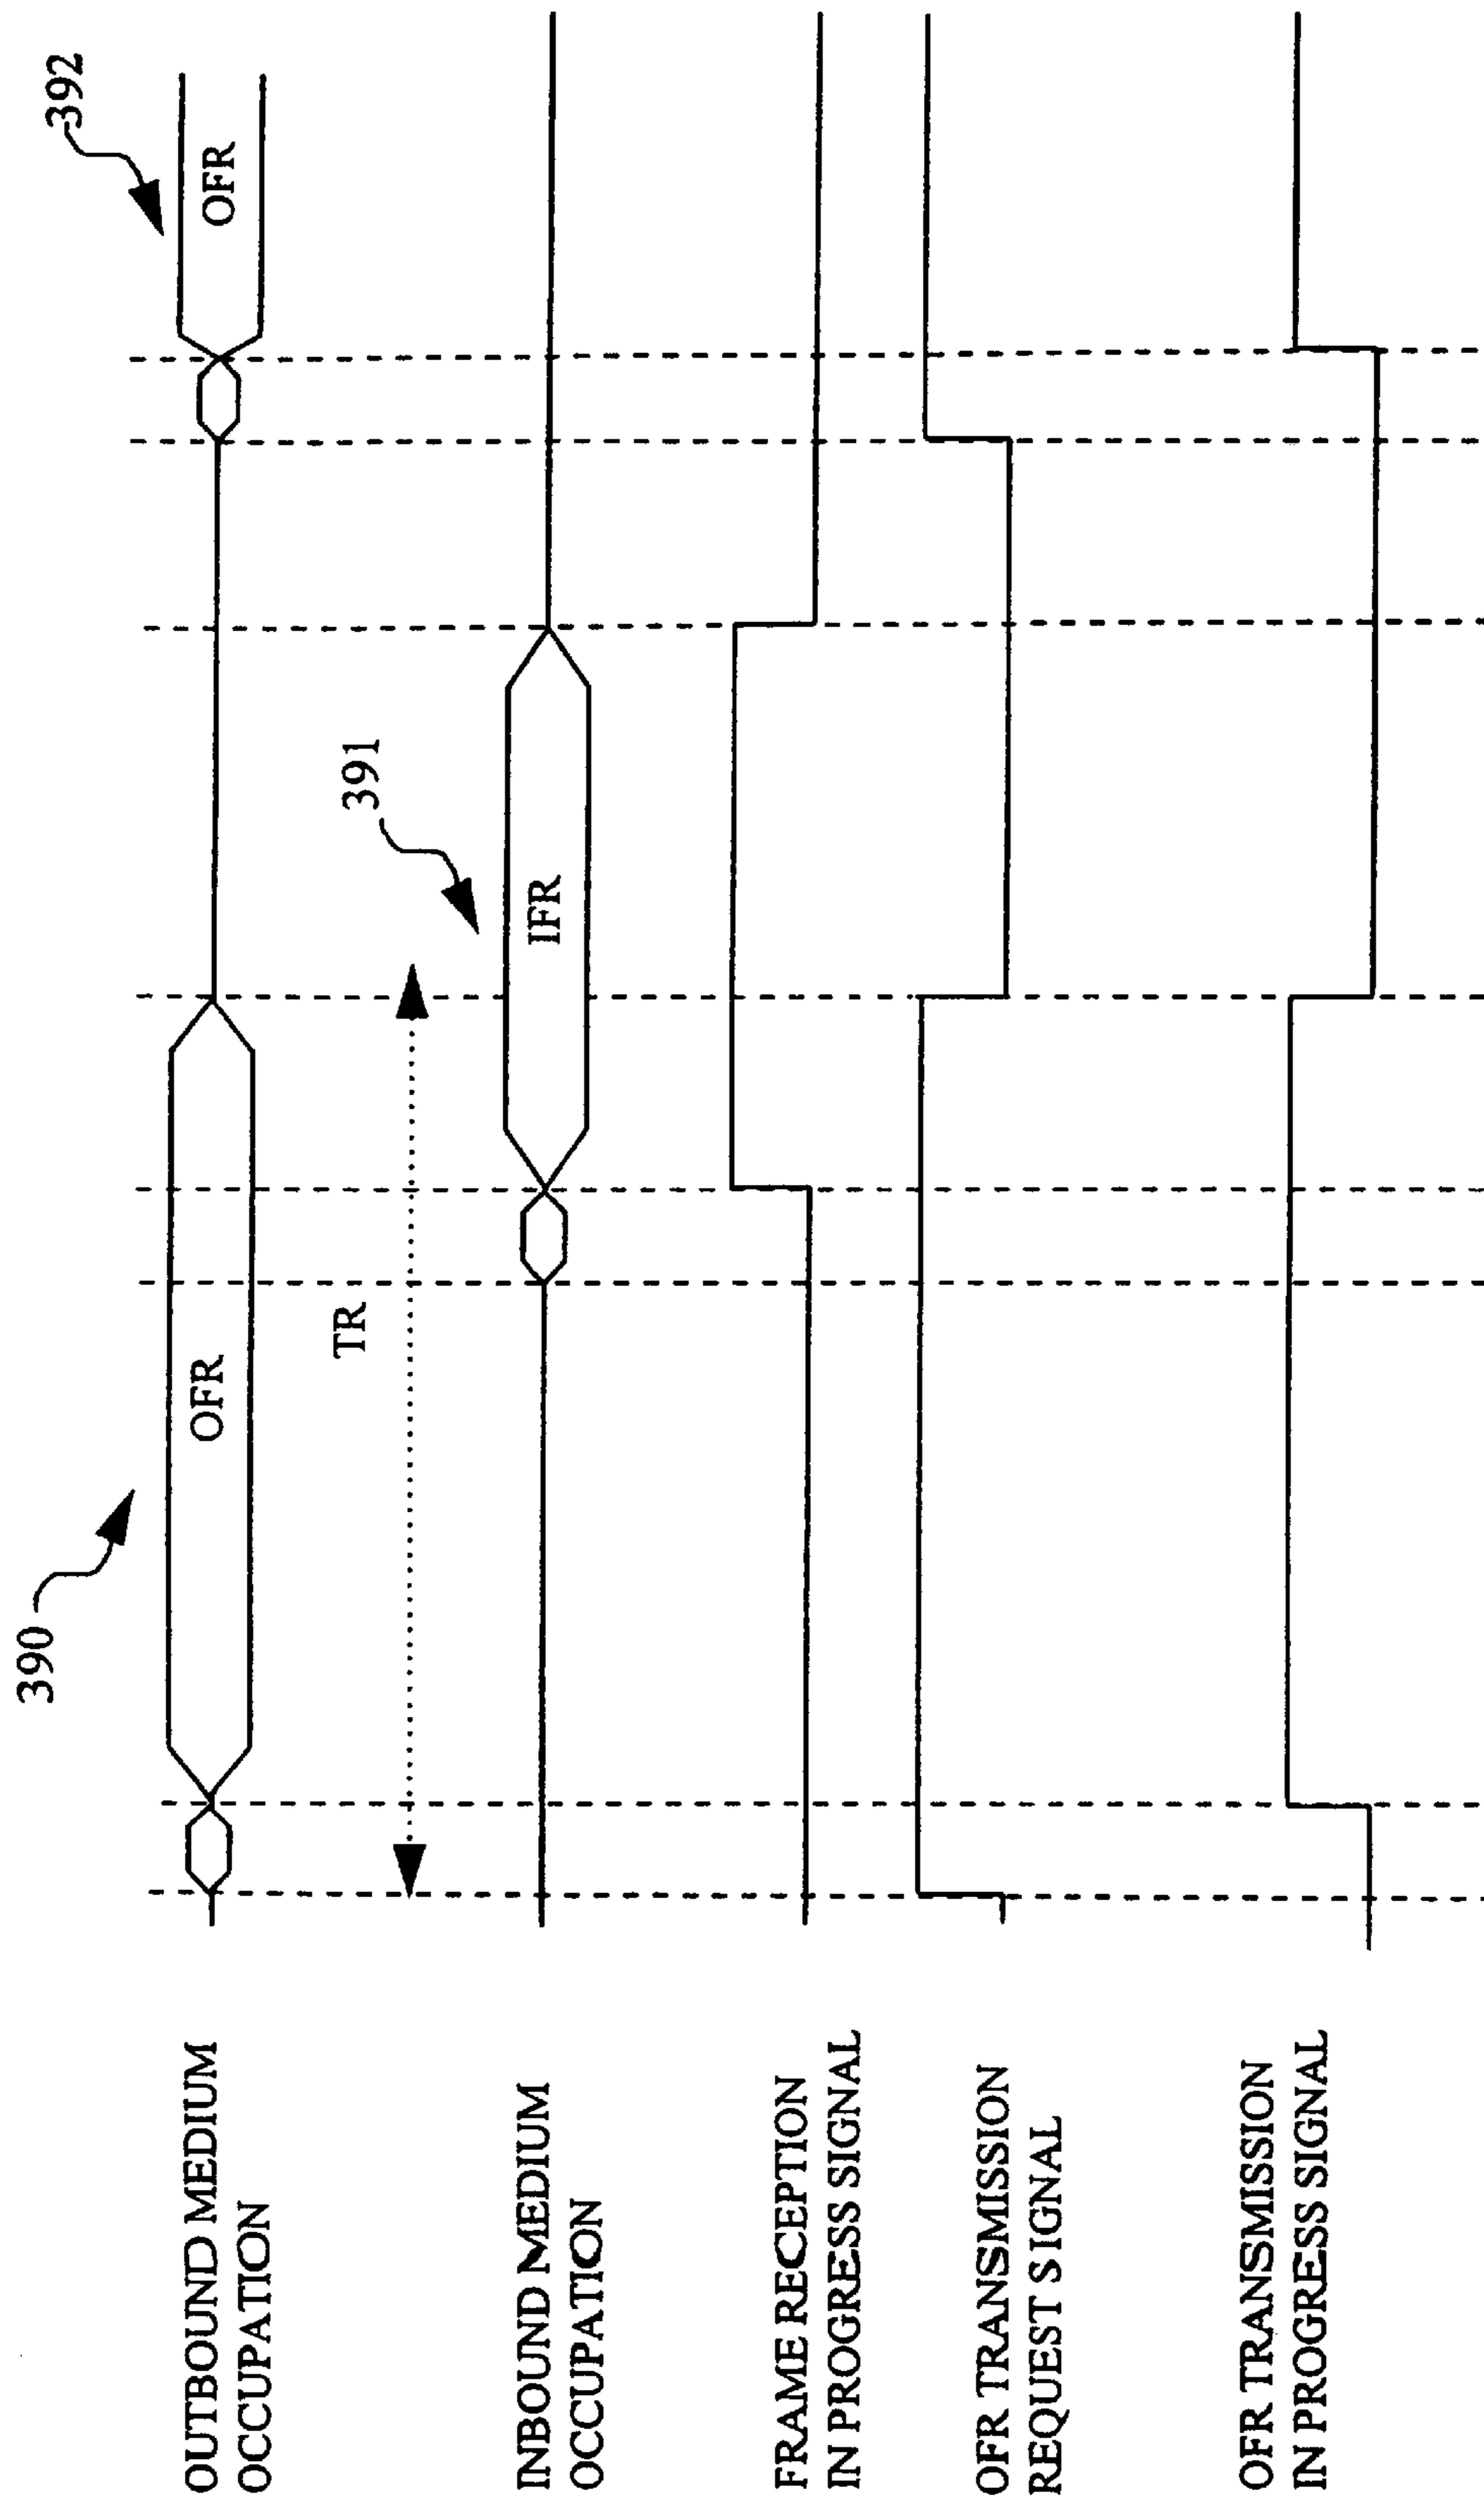 390
392
OUTBOUND MEDIUM
OCCUPATION
OFR
OFR
TR
391
INBOUND MEDIUM
OCCUPATION
IFR
FRAME RECEPTION
IN PROGRESS SIGNAL
OFR TRANSMISSION
REQUEST SIGNAL
OFR TRANSMISSION
IN PROGRESS SIGNAL